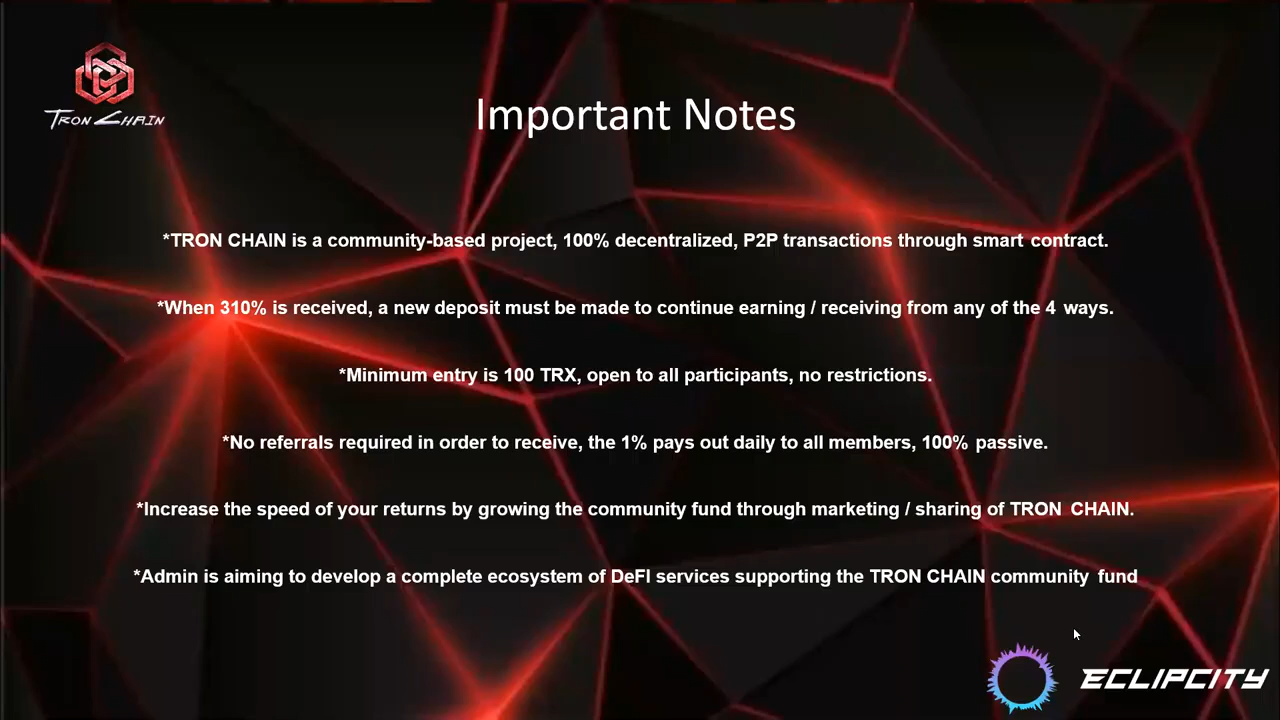 TRON CHAIN
Important Notes
*TRON CHAIN is a community-based project, 100% decentralized, P2P transactions through smart contract.
*When 310% is received, a new deposit must be made to continue earning / receiving from any of the 4 ways.
*Minimum entry is 100 TRX, open to all participants, no restrictions.
*No referrals required in order to receive, the 1% pays out daily to all members, 100% passive.
*Increase the speed of your returns by growing the community fund through marketing / sharing of TRON CHAIN.
*Admin is aiming to develop a complete ecosystem of DeFI services supporting the TRON CHAIN community fund
ECLIPCITY